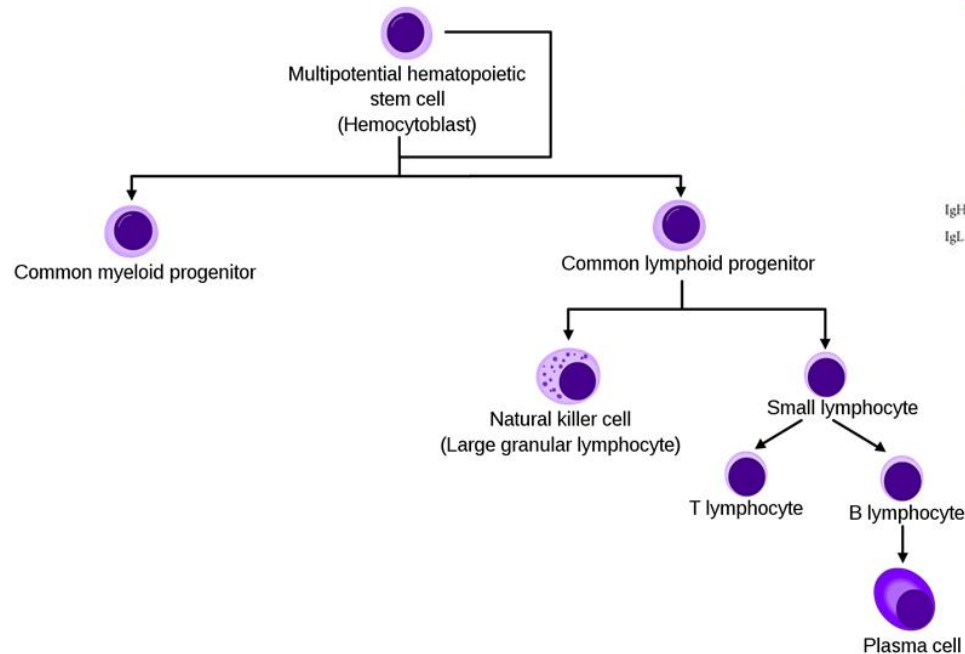 Multipotential hematopoietic
stem cell
(Hemocytoblast)
Common myeloid progenitor
Common lymphoid progenitor
IgH
IgL
Natural killer cell
(Large granular lymphocyte)
Small lymphocyte
T lymphocyte
B lymphocyte
Plasma cell